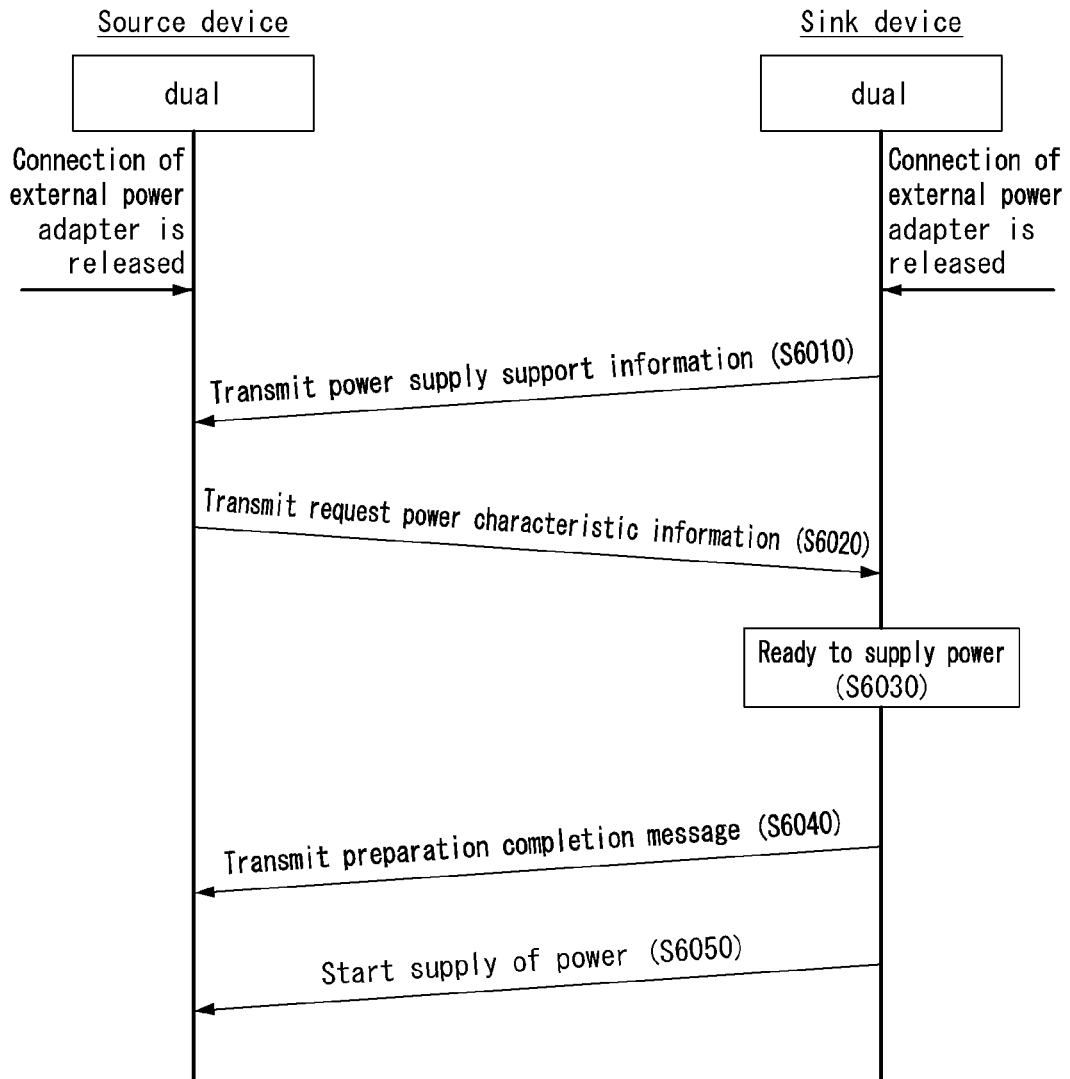 Source device
Sink device
dual
dual
Connection of
external power
adapter is
released
Connection of
external power
adapter is
released
Transmit power supply support information (S6010)
Transmit request power characteristic information (S6020)
Ready to supply power
(S6030)
Transmit preparation completion message (S6040)
Start supply of power (S6050)